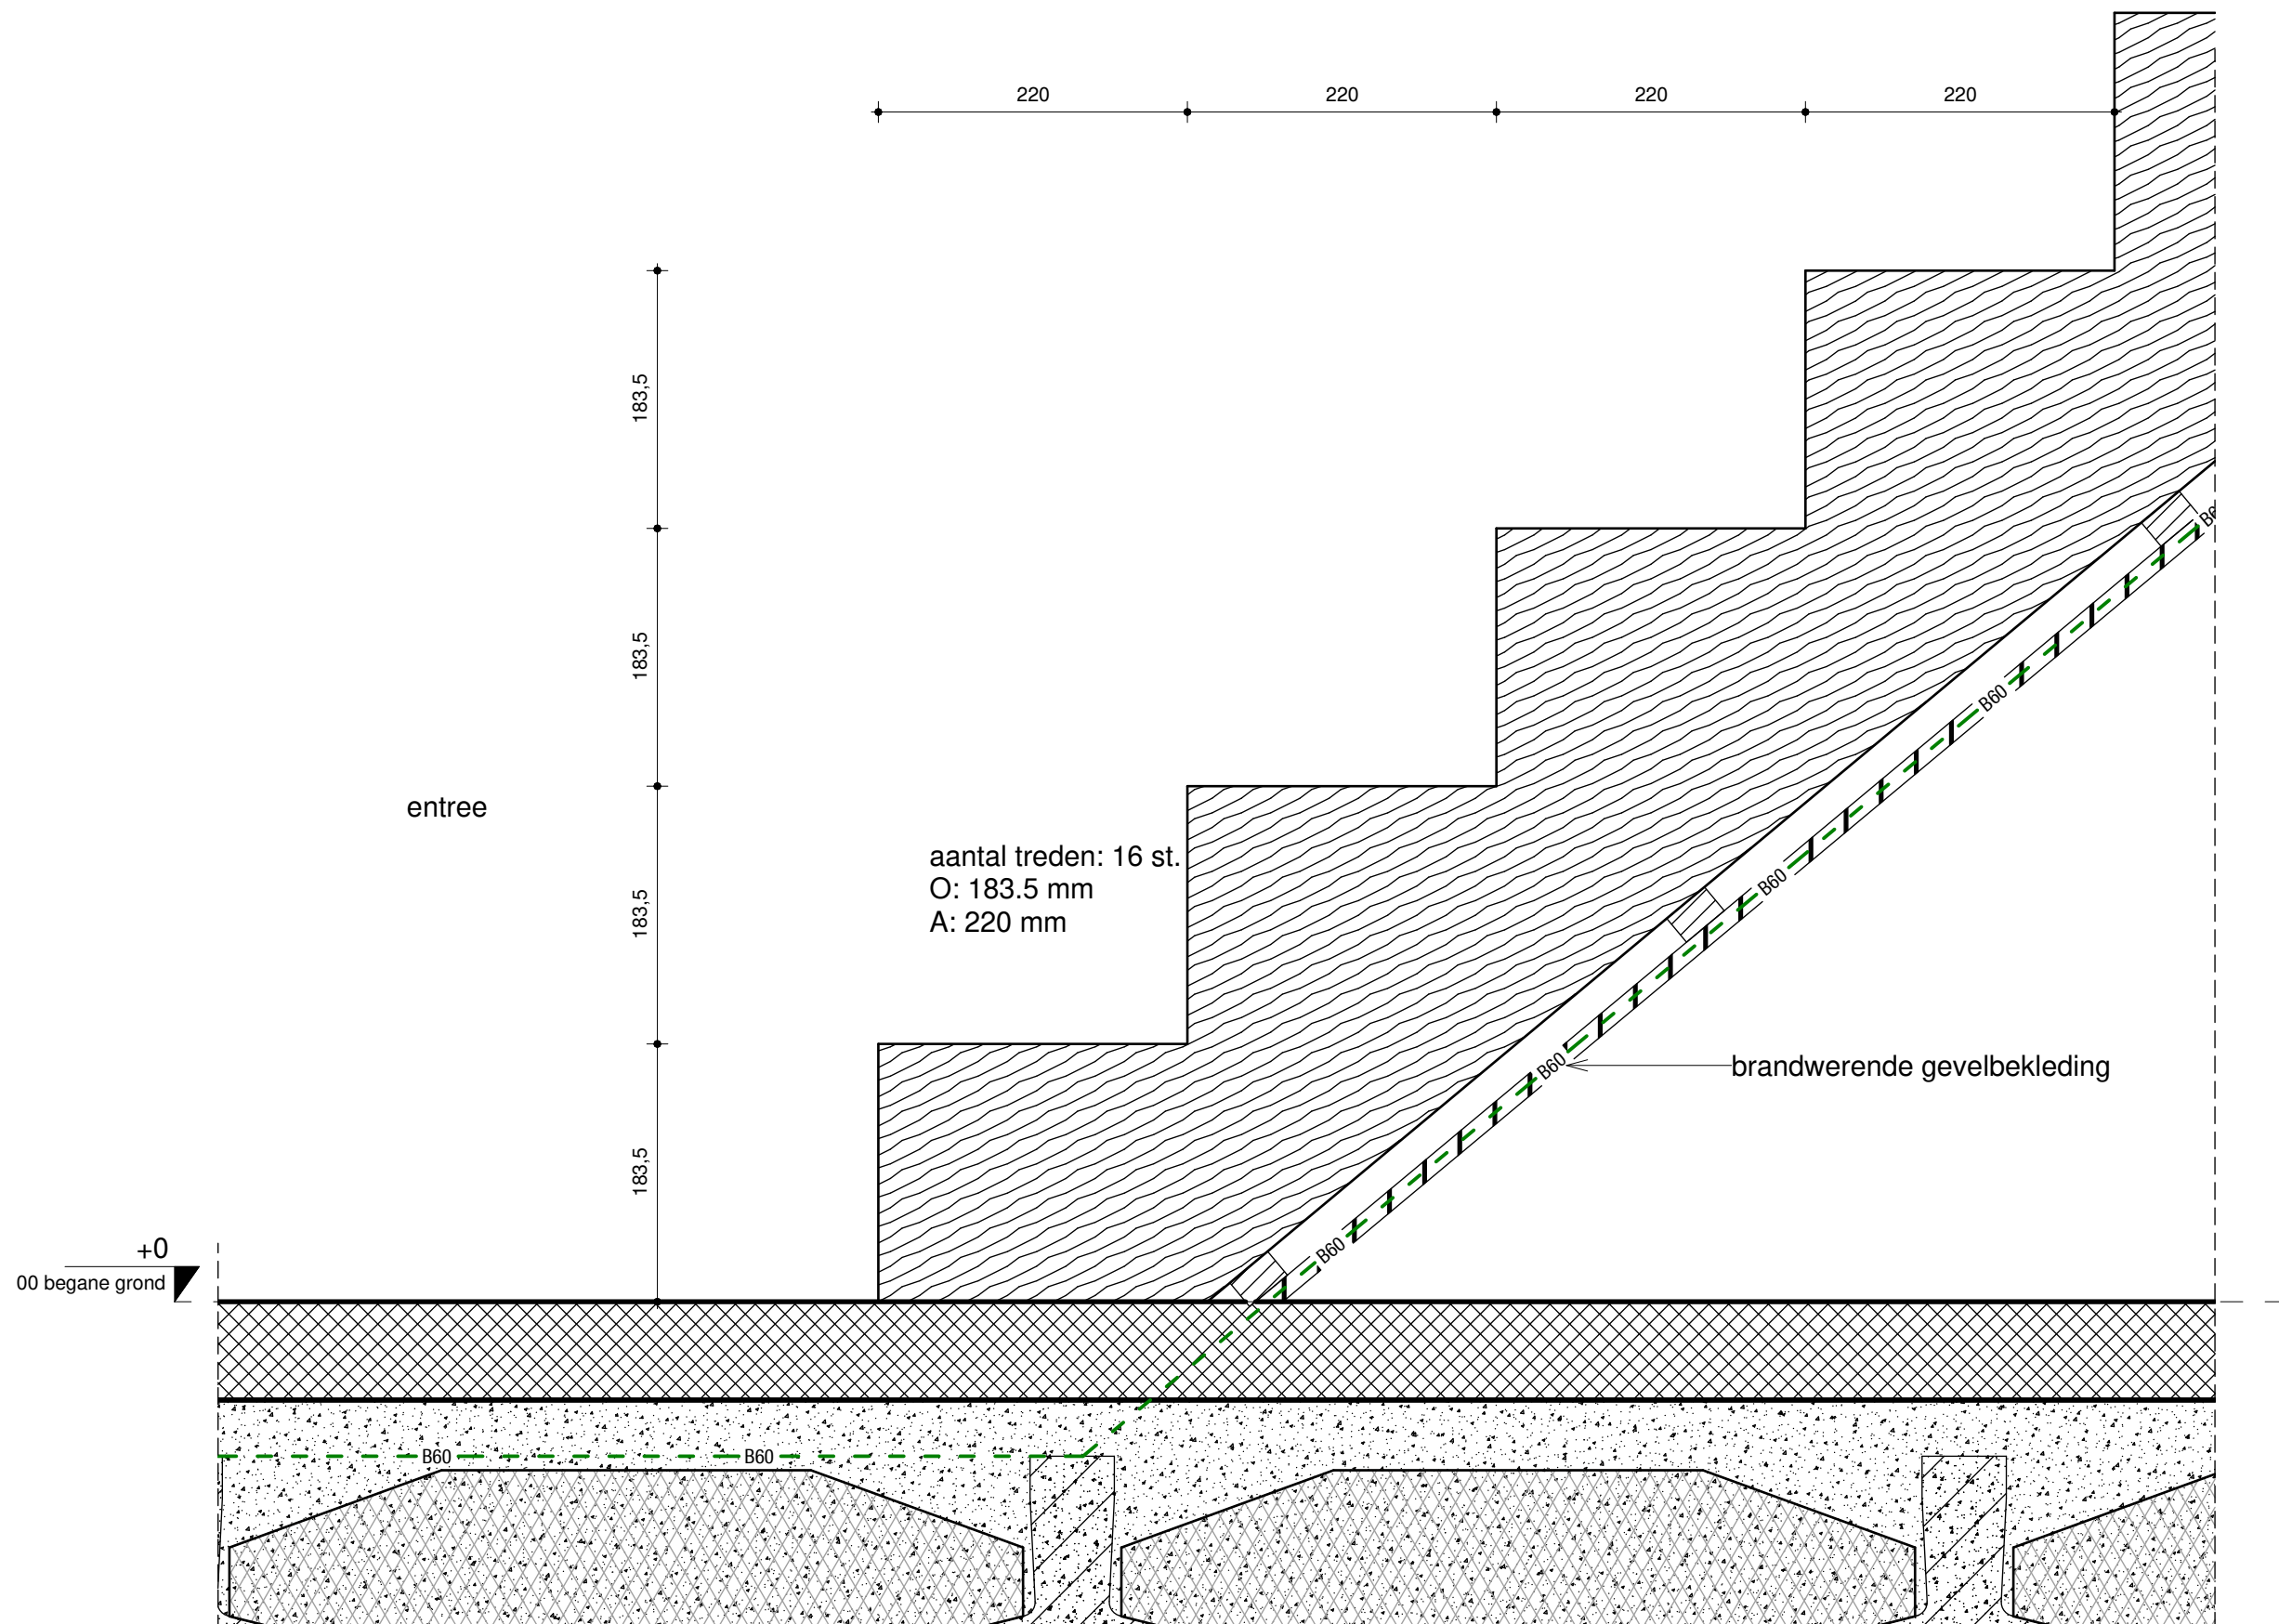 220 220 220 220
183,5
183,5
entree
183,5
183,5
aantal treden: 16 st.
O: 183.5 mm
A: 220 mm
B60
B60
B60
brandwerende gevelbekleding
B60
+0
00 begane grond
B60 B60